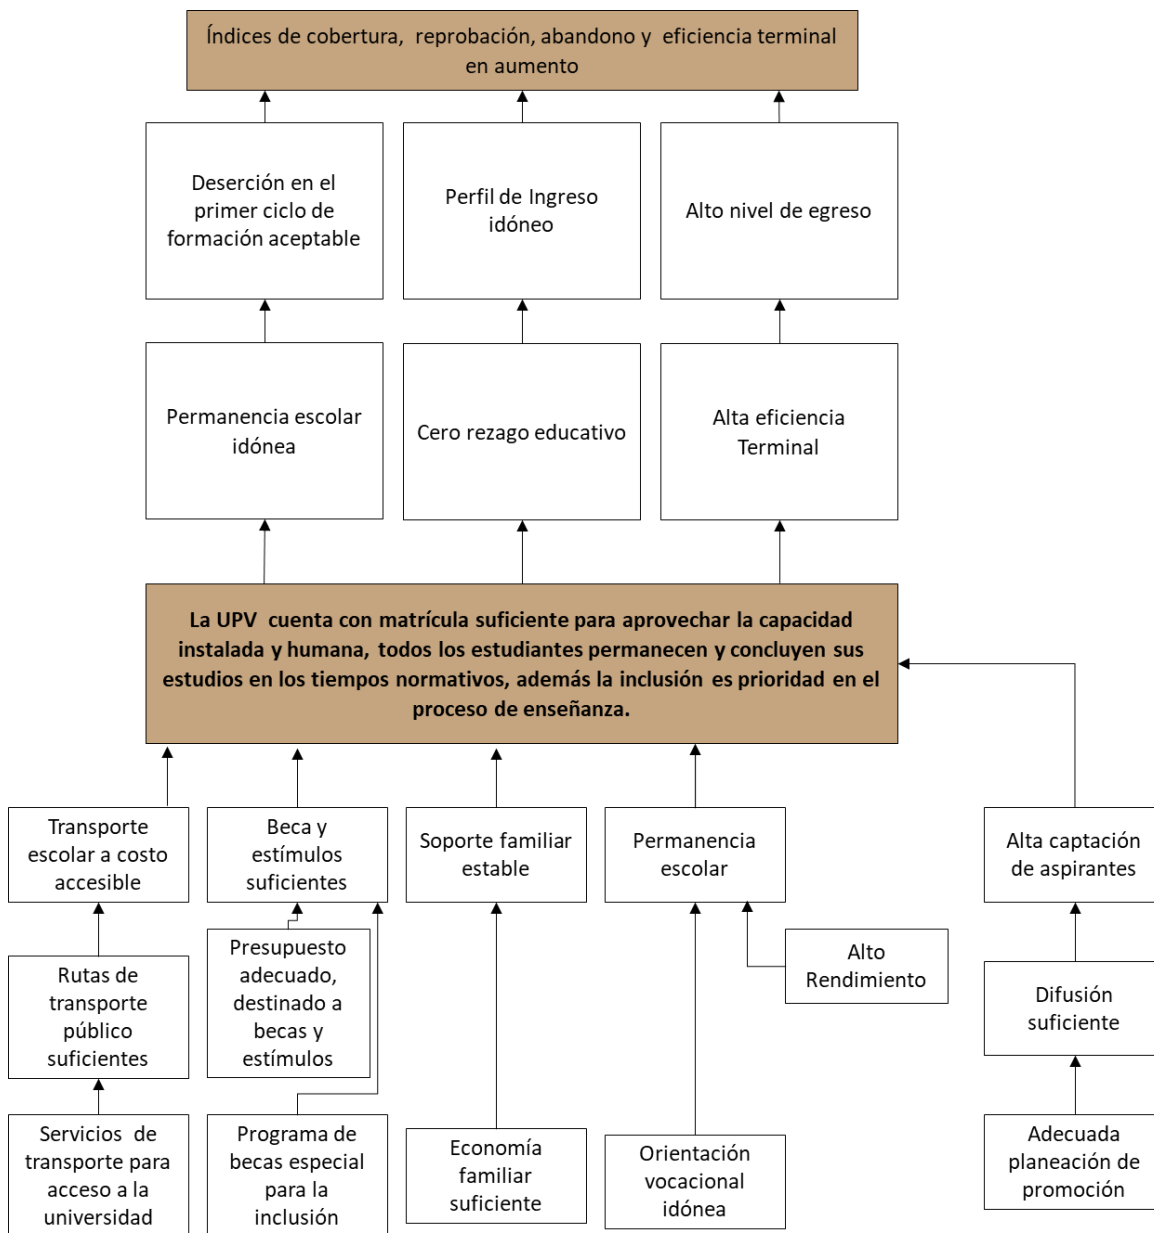 Índices de cobertura, reprobación, abandono y eficiencia terminal
en aumento
Deserción en el
primer ciclo de
formación aceptable
Perfil de Ingreso
idóneo
Alto nivel de egreso
Permanencia escolar
idónea
Cero rezago educativo
Alta eficiencia
Terminal
La UPV cuenta con matrícula suficiente para aprovechar la capacidad
instalada y humana, todos los estudiantes permanecen y concluyen sus
estudios en los tiempos normativos, además la inclusión es prioridad en el
proceso de enseñanza.
Transporte
escolar a costo
accesible
Beca y
estímulos
suficientes
Soporte familiar
estable
Permanencia
escolar
Alta captación
de aspirantes
Rutas de
transporte
público
suficientes
Presupuesto
adecuado,
destinado a
becas y
estímulos
Alto
Rendimiento
Difusión
suficiente
Servicios de
transporte para
acceso a la
universidad
Programa de
becas especial
para la
inclusión
Economía
familiar
suficiente
Orientación
vocacional
idónea
Adecuada
planeación de
promoción